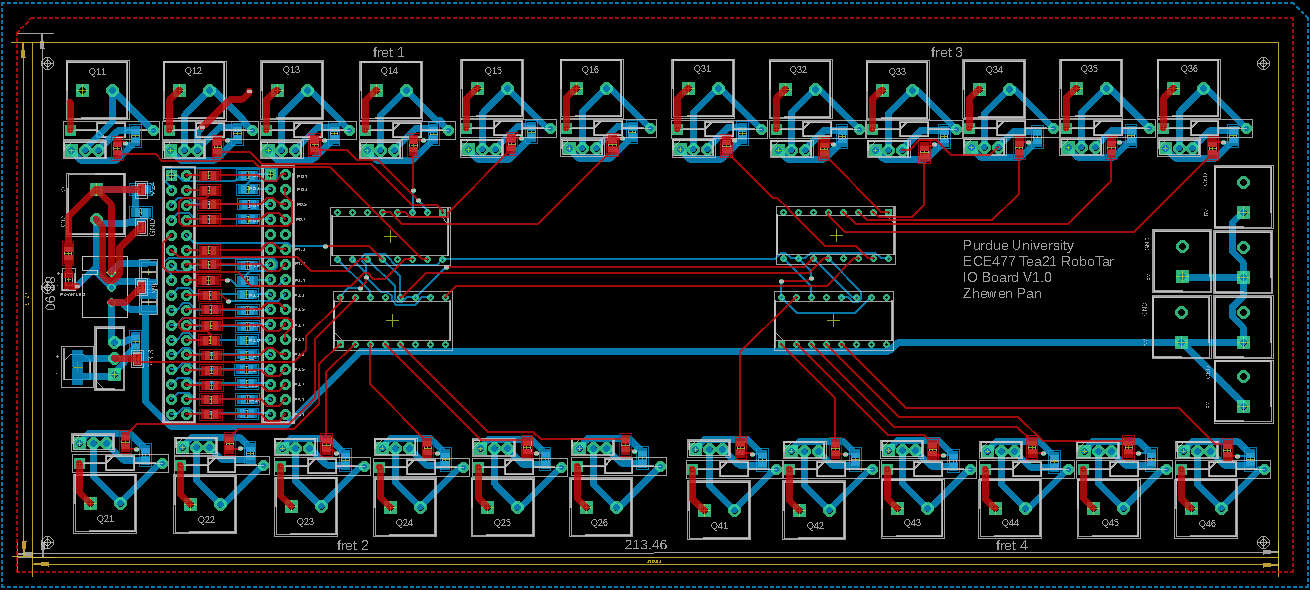 fret 1
fret 3
Q11
Q12
Q13
Q14
Q15
Q16
Q31
Q32
Q33
Q34
Q35
Q36
GND
Purdue University
ECE477 Tea21 RoboTar
IO Board V1.0
Zhewen Pan
Q21
Q22
Q23
Q24
Q25
Q26
Q41
Q42
Q43
Q44
Q45
Q46
fret 2
213.46
fret 4